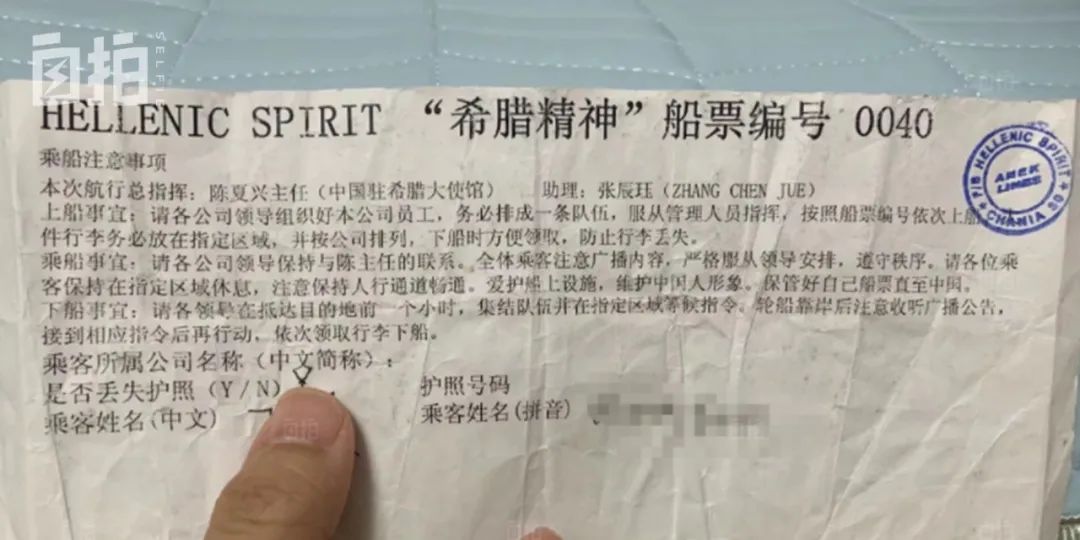 自拍
SELFIE
HELLENIC SPIRIT “希腊精神”船票编号 0040
乘船注意事项
本次航行总指挥：陈夏兴主任（中国驻希腊大使馆） 助理：张辰珏（ZHANG CHEN JUE）
上船事宜：请各公司领导组织好本公司员工，务必排成一条队伍，服从管理人员指挥，按照船票编号依次上船
件行李务必放在指定区域，并按公司排列，下船时方便领取，防止行李丢失。
乘船事宜：请各公司领导保持与陈主任的联系。全体乘客注意广播内容，严格服从领导安排，遵守秩序。请各位乘
客保持在指定区域休息，注意保持人行通道畅通。爱护船上设施，维护中国人形象。保管好自己船票直至中国。
下船事宜：请各领导在抵达目的地前一个小时，集结队伍并在指定区域等候指令。轮船靠岸后注意收听广播公告，
接到相应指令后再行动，依次领取行李下船。
乘客所属公司名称（中文简称）：
是否丢失护照（Y/N） 护照号码
乘客姓名(中文) 乘客姓名(拼音)
P/B HELLENIC SPIRIT
ANEK
LINES
CHANIA